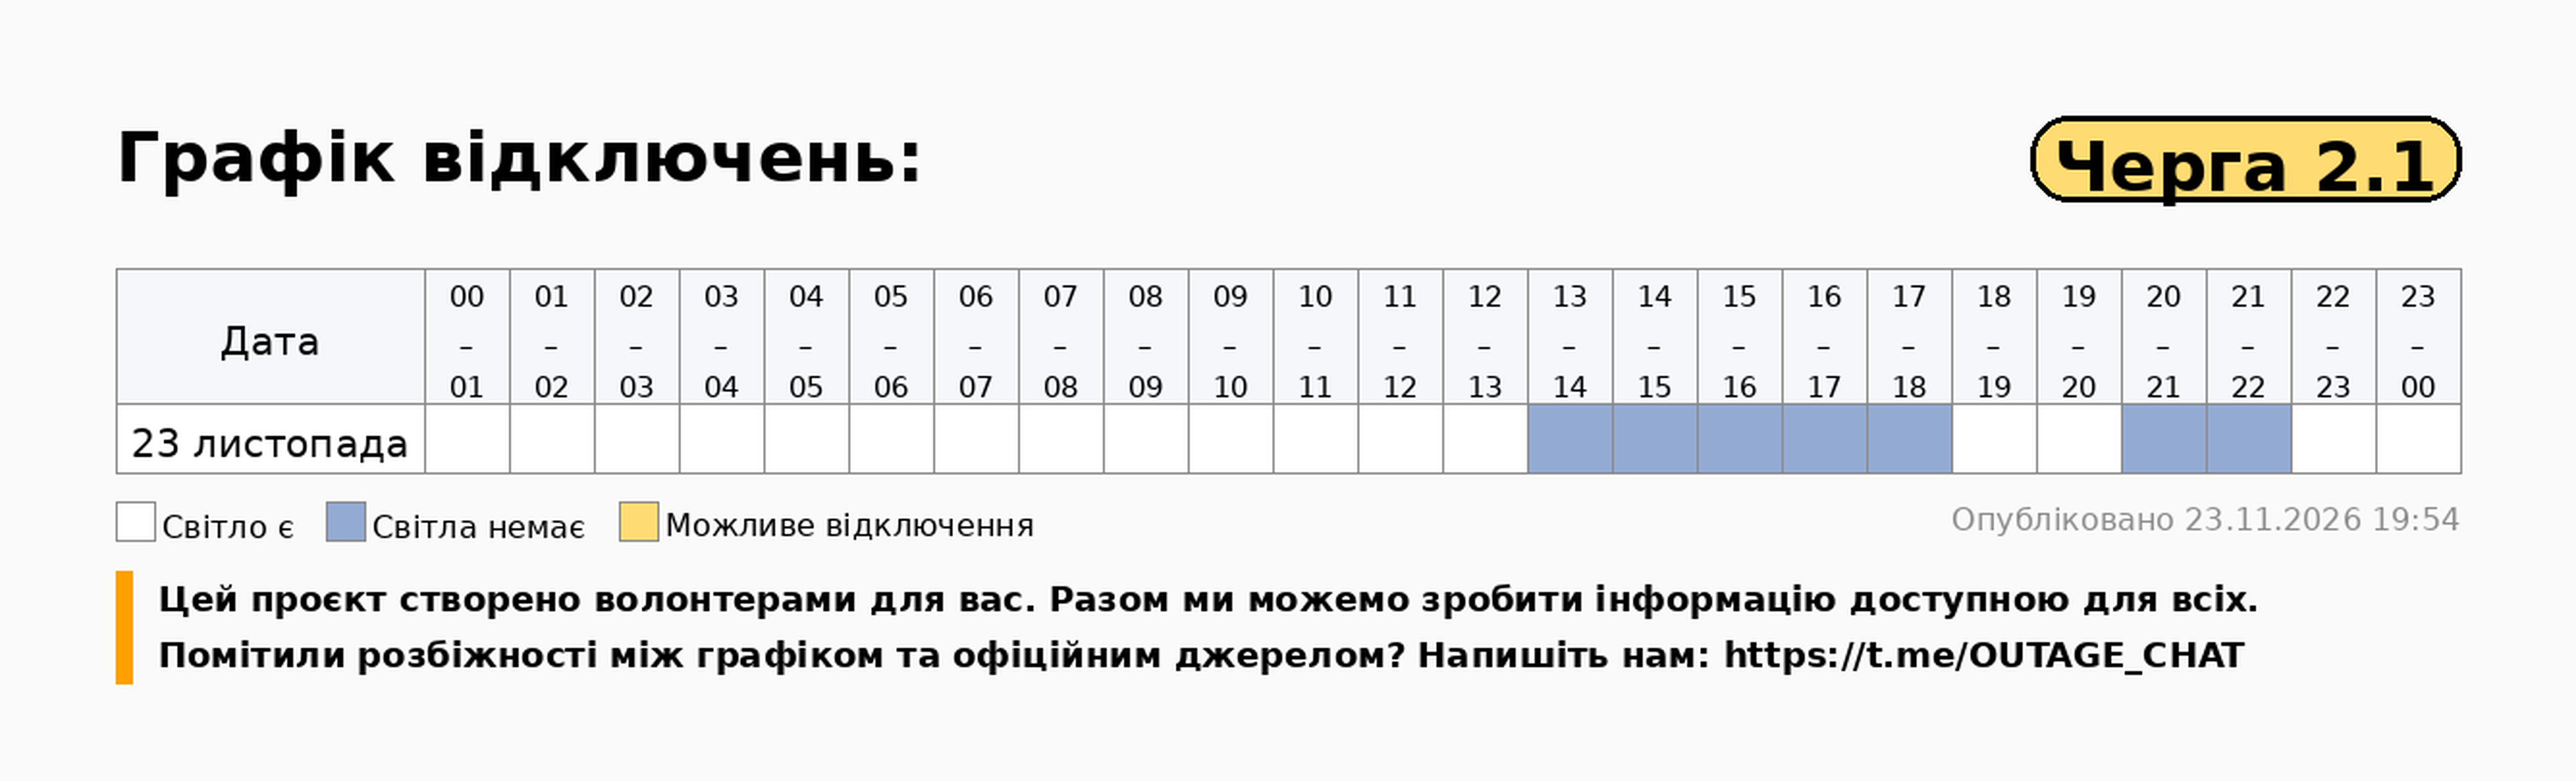 Графік відключень:
Черга 2.1
Дата
00 – 01
01 – 02
02 – 03
03 – 04
04 – 05
05 – 06
06 – 07
07 – 08
08 – 09
09 – 10
10 – 11
11 – 12
12 – 13
13 – 14
14 – 15
15 – 16
16 – 17
17 – 18
18 – 19
19 – 20
20 – 21
21 – 22
22 – 23
23 – 00
23 листопада
Світло є
Світла немає
Можливе відключення
Опубліковано 23.11.2026 19:54
Цей проєкт створено волонтерами для вас. Разом ми можемо зробити інформацію доступною для всіх.
Помітили розбіжності між графіком та офіційним джерелом? Напишіть нам: https://t.me/OUTAGE_CHAT